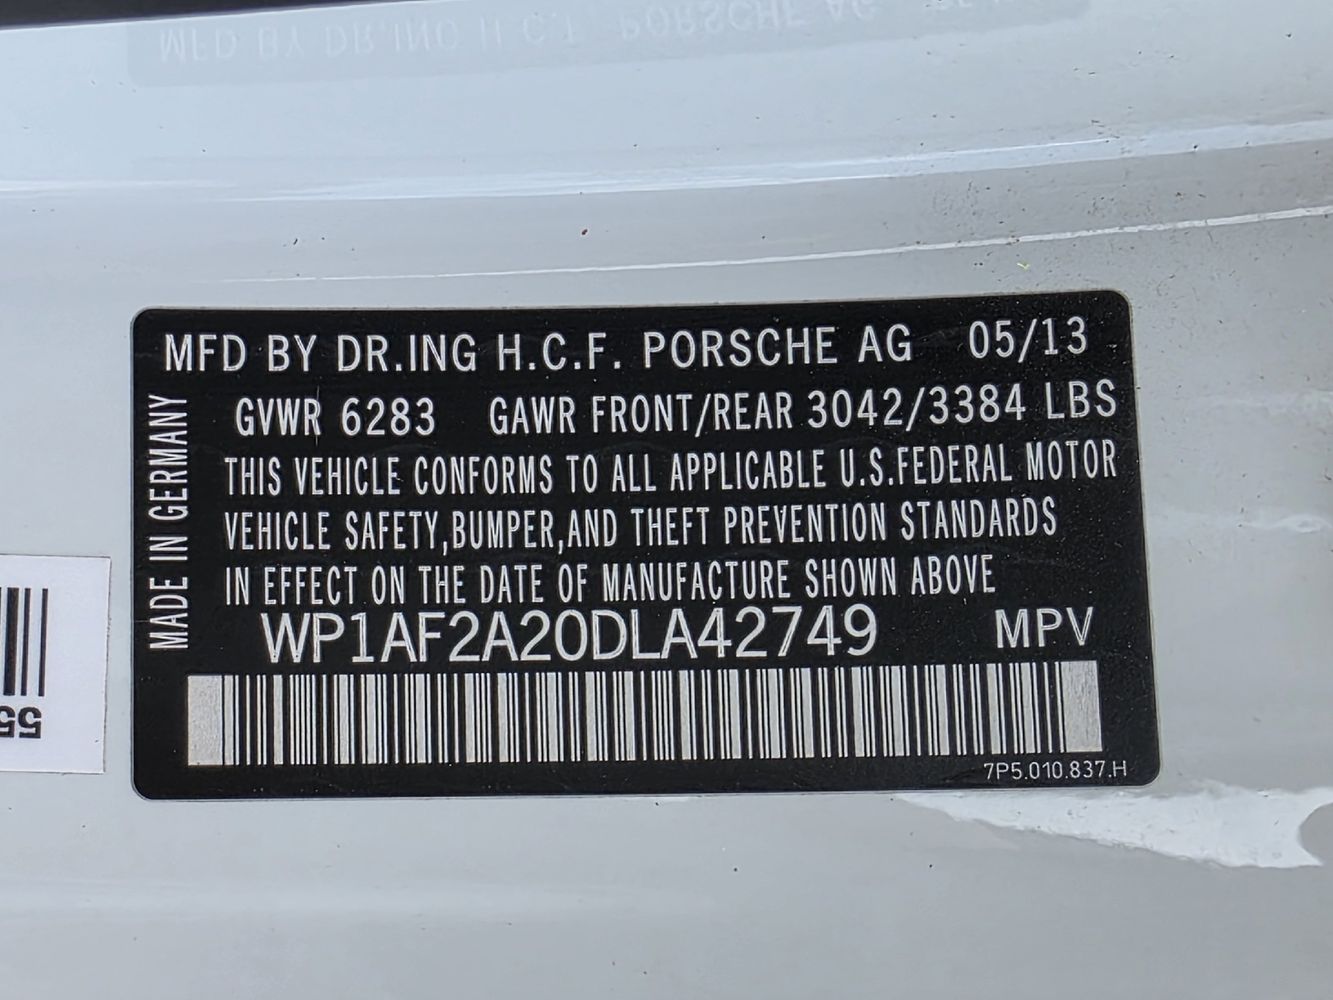 MFD BY DR.ING H.C.F. PORSCHE AG 05/13
GVWR 6283 GAWR FRONT/REAR 3042/3384 LBS
THIS VEHICLE CONFORMS TO ALL APPLICABLE U.S.FEDERAL MOTOR
VEHICLE SAFETY,BUMPER,AND THEFT PREVENTION STANDARDS
IN EFFECT ON THE DATE OF MANUFACTURE SHOWN ABOVE
WP1AF2A20DLA42749 MPV
7P5.010.837.H
MADE IN GERMANY
55